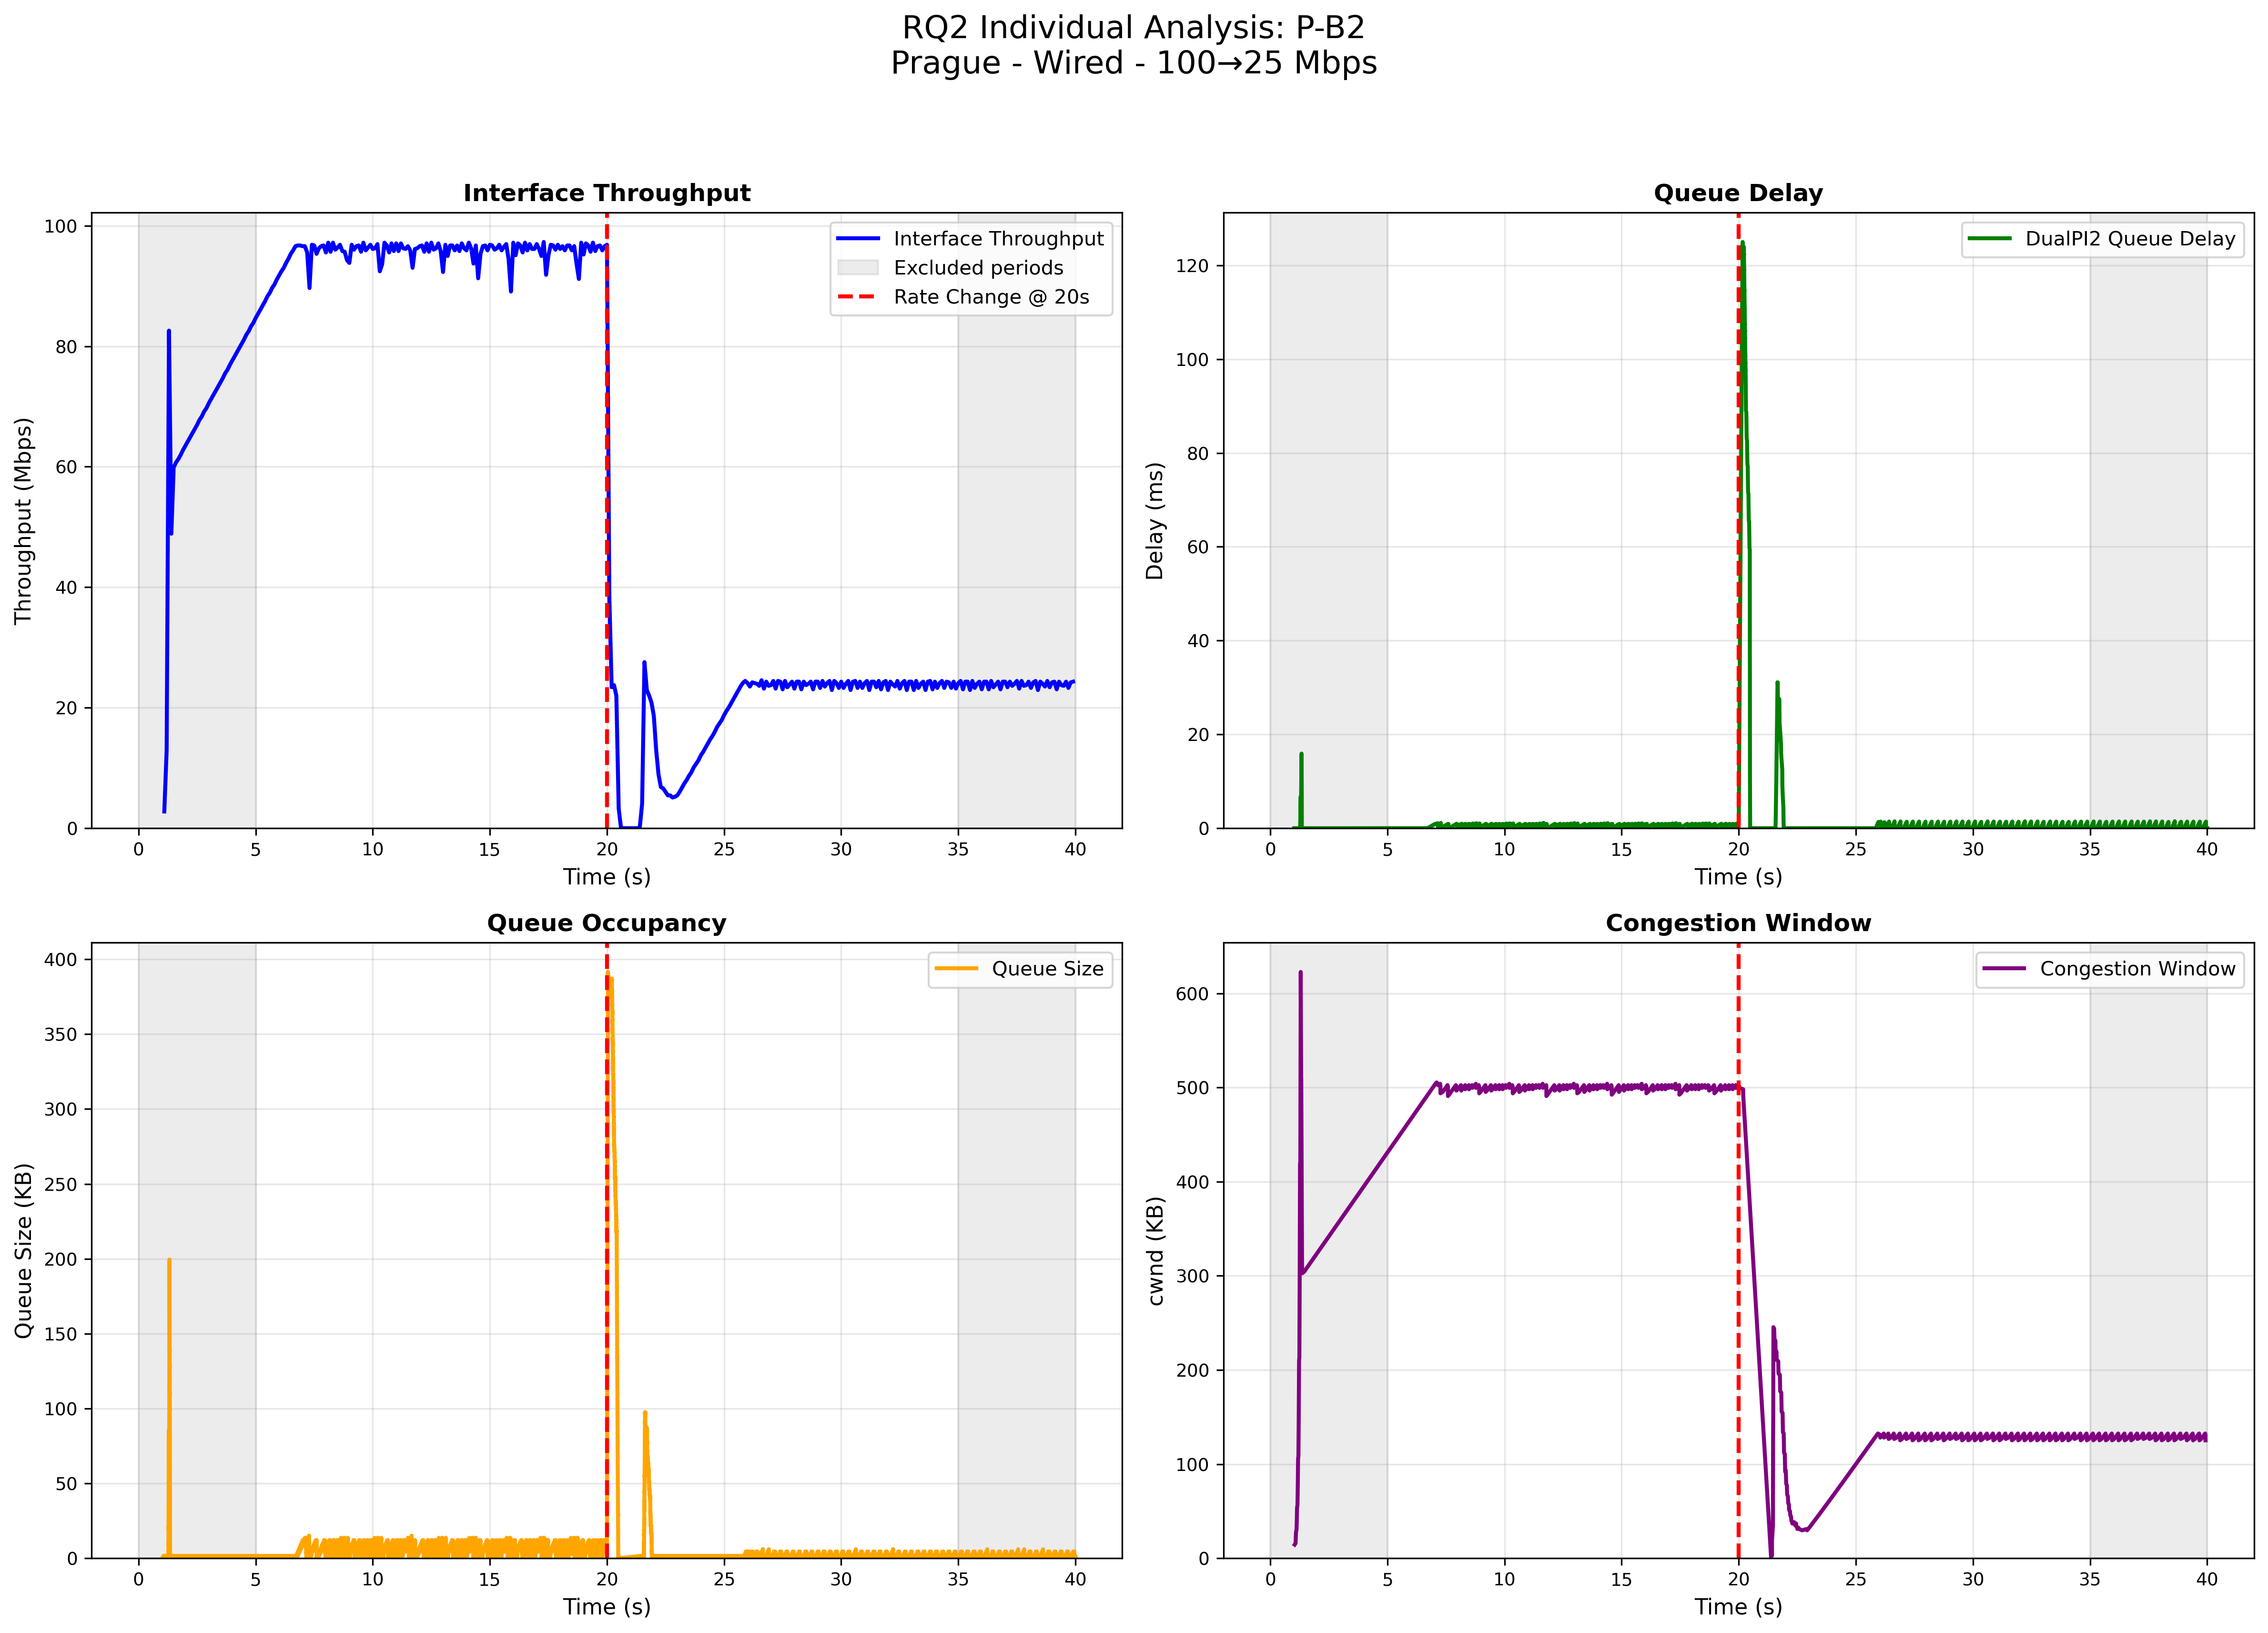 RQ2 Individual Analysis: P-B2
Prague - Wired - 100→25 Mbps
Interface Throughput
Throughput (Mbps)
100
80
60
40
20
0
0 5 10 15 20 25 30 35 40
Time (s)
Interface Throughput
Excluded periods
Rate Change @ 20s
Queue Delay
Delay (ms)
120
100
80
60
40
20
0
0 5 10 15 20 25 30 35 40
Time (s)
DualPI2 Queue Delay
Queue Occupancy
Queue Size (KB)
400
350
300
250
200
150
100
50
0
0 5 10 15 20 25 30 35 40
Time (s)
Queue Size
Congestion Window
cwnd (KB)
600
500
400
300
200
100
0
0 5 10 15 20 25 30 35 40
Time (s)
Congestion Window